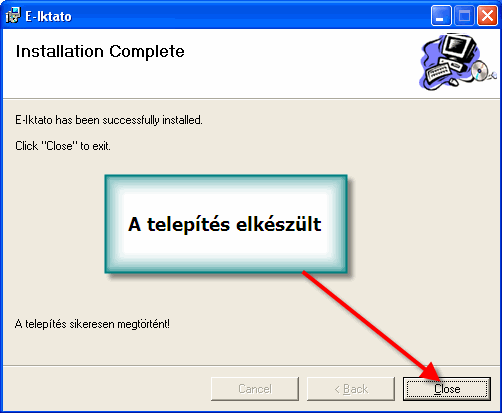 E-Iktato
Installation Complete
E-Iktato has been successfully installed.
Click "Close" to exit.
A telepítés elkészült
A telepítés sikeresen megtörtént!
Cancel
< Back
Close